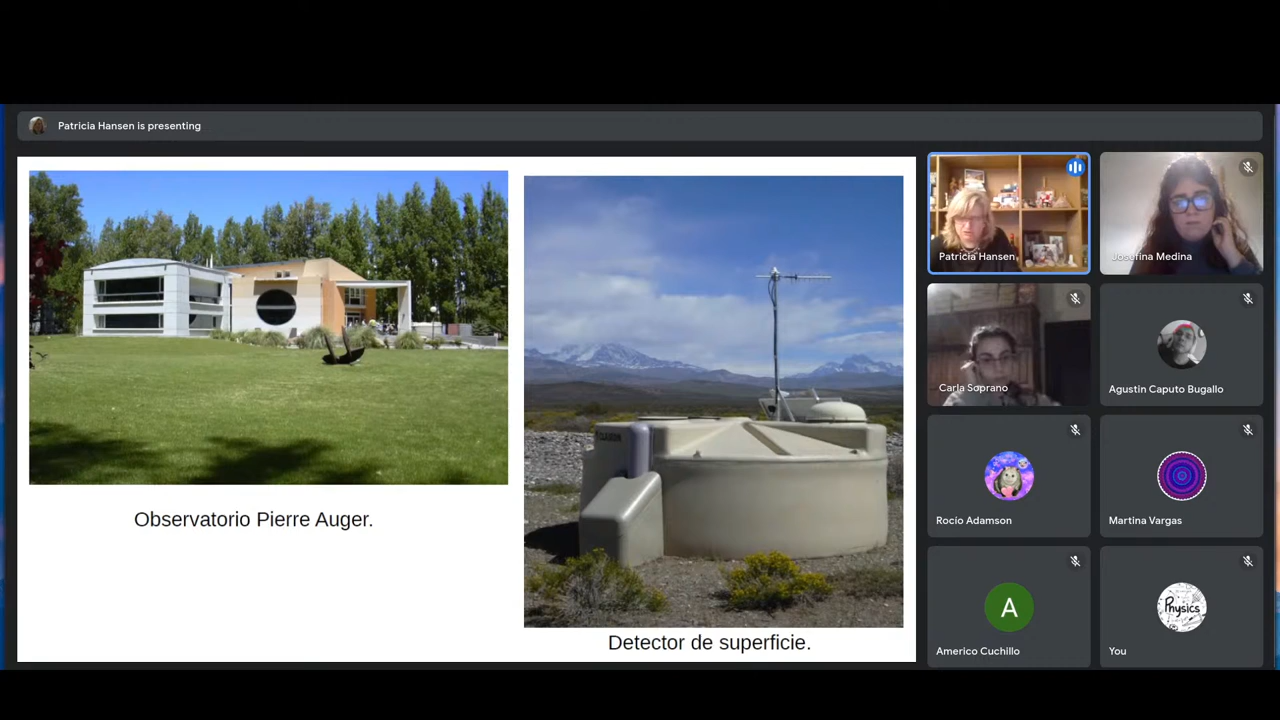 Patricia Hansen is presenting
Observatorio Pierre Auger.
Detector de superficie.
Patricia Hansen
Josefina Medina
Carla Soprano
Agustin Caputo Bugallo
Rocio Adamson
Martina Vargas
A
Americo Cuchillo
Physics
You